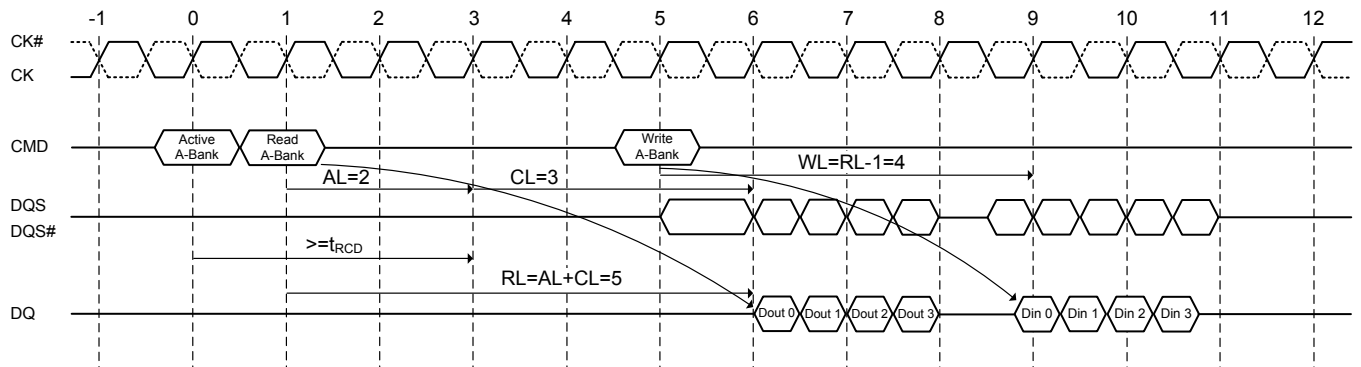 -1 0 1 2 3 4 5 6 7 8 9 10 11 12
CK#
CK
CMD
Active
A-Bank
Read
A-Bank
Write
A-Bank
WL=RL-1=4
AL=2
CL=3
DQS
DQS#
>=tRCD
RL=AL+CL=5
DQ
Dout 0 Dout 1 Dout 2 Dout 3 Din 0 Din 1 Din 2 Din 3